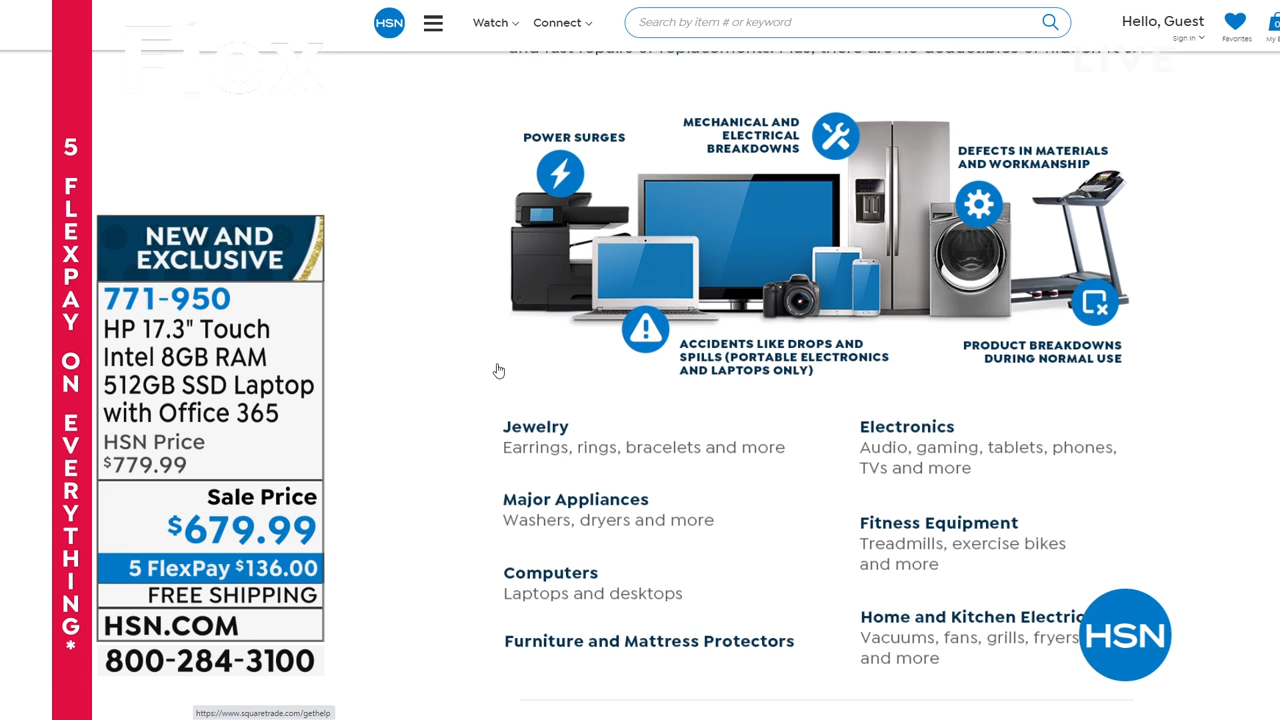 HSN
Watch
Connect
Search by item # or keyword
Hello, Guest
Sign In
Favorites
0
My
Flex
LIVE
5 FLEXPAY ON EVERYTHING*
NEW AND
EXCLUSIVE
771-950
HP 17.3" Touch
Intel 8GB RAM
512GB SSD Laptop
with Office 365
HSN Price
$779.99
Sale Price
$679.99
5 FlexPay $136.00
FREE SHIPPING
HSN.COM
800-284-3100
POWER SURGES
MECHANICAL AND
ELECTRICAL
BREAKDOWNS
DEFECTS IN MATERIALS
AND WORKMANSHIP
ACCIDENTS LIKE DROPS AND
SPILLS (PORTABLE ELECTRONICS
AND LAPTOPS ONLY)
PRODUCT BREAKDOWNS
DURING NORMAL USE
Jewelry
Earrings, rings, bracelets and more
Major Appliances
Washers, dryers and more
Computers
Laptops and desktops
Furniture and Mattress Protectors
Electronics
Audio, gaming, tablets, phones,
TVs and more
Fitness Equipment
Treadmills, exercise bikes
and more
Home and Kitchen Electric
Vacuums, fans, grills, fryers
and more
HSN
https://www.squaretrade.com/gethelp